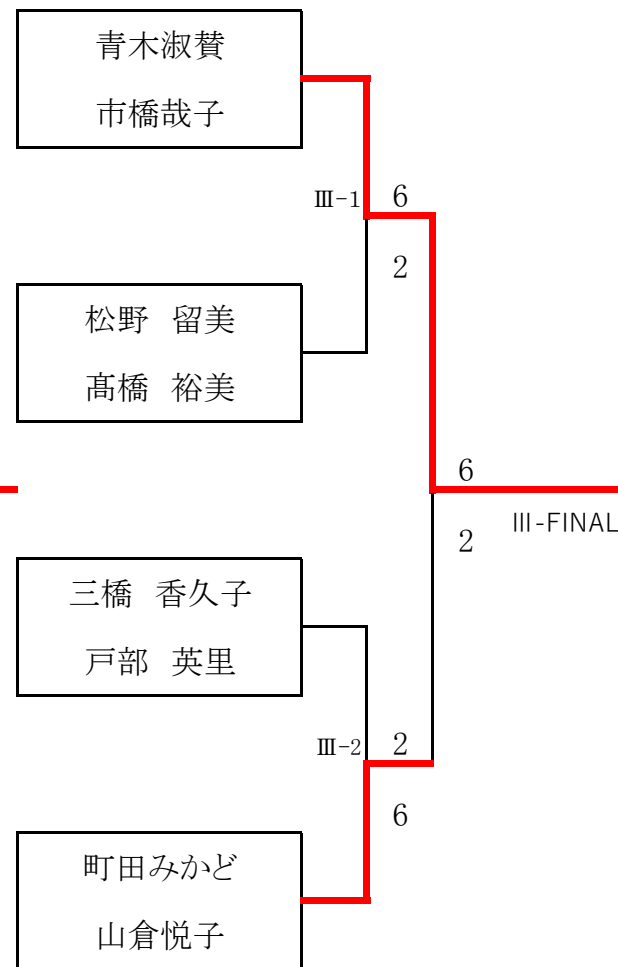 青木淑賛
市橋哉子
Ⅲ-1
6
2
松野　留美
髙橋　裕美
6
2
III-FINAL
三橋　香久子
戸部　英里
Ⅲ-2
2
6
町田みかど
山倉悦子